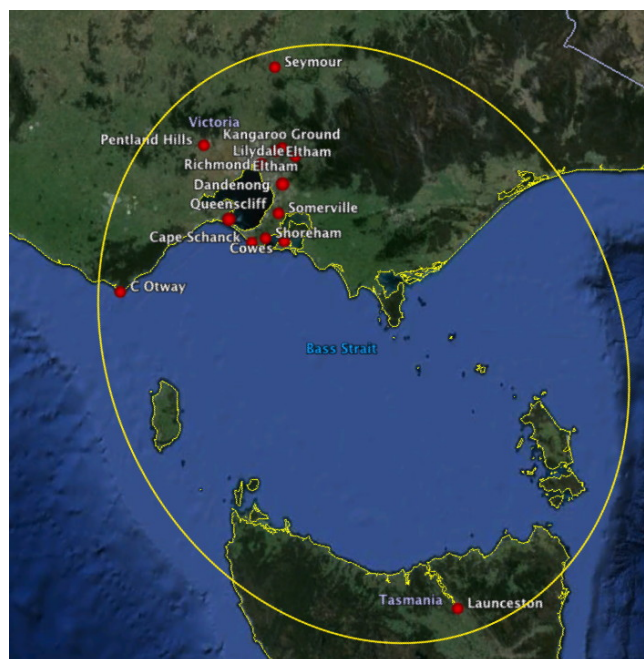 Seymour
Victoria
Pentland Hills
Kangaroo Ground
Lilydale
Eltham
Richmond
Eltham
Dandenong
Queenscliff
Somerville
Cape Schanck
Shoreham
Cowes
C Otway
Bass Strait
Tasmania
Launceston